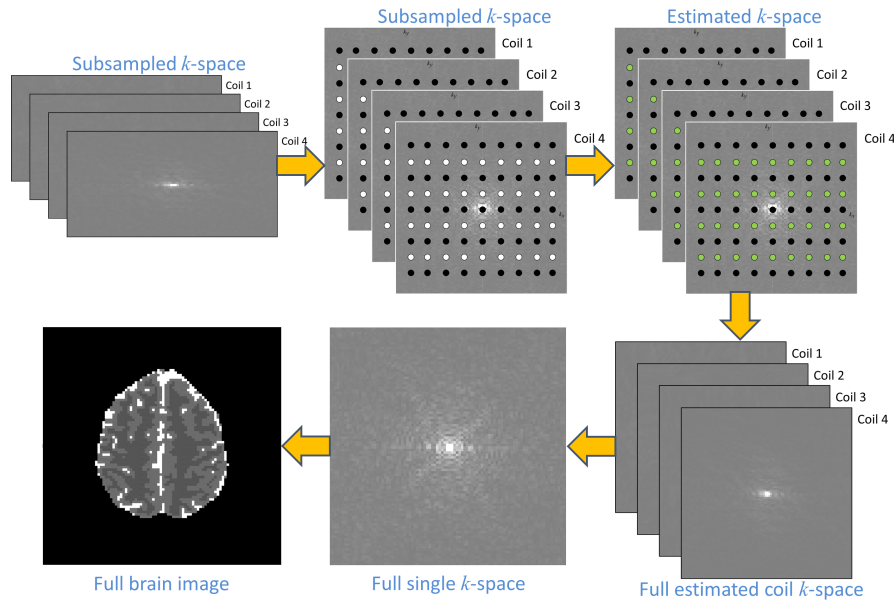 Subsampled k-space
Coil 1
Coil 2
Coil 3
Coil 4
Subsampled k-space
Coil 1
Coil 2
Coil 3
Coil 4
Estimated k-space
Coil 1
Coil 2
Coil 3
Coil 4
Coil 1
Coil 2
Coil 3
Coil 4
Full brain image
Full single k-space
Full estimated coil k-space